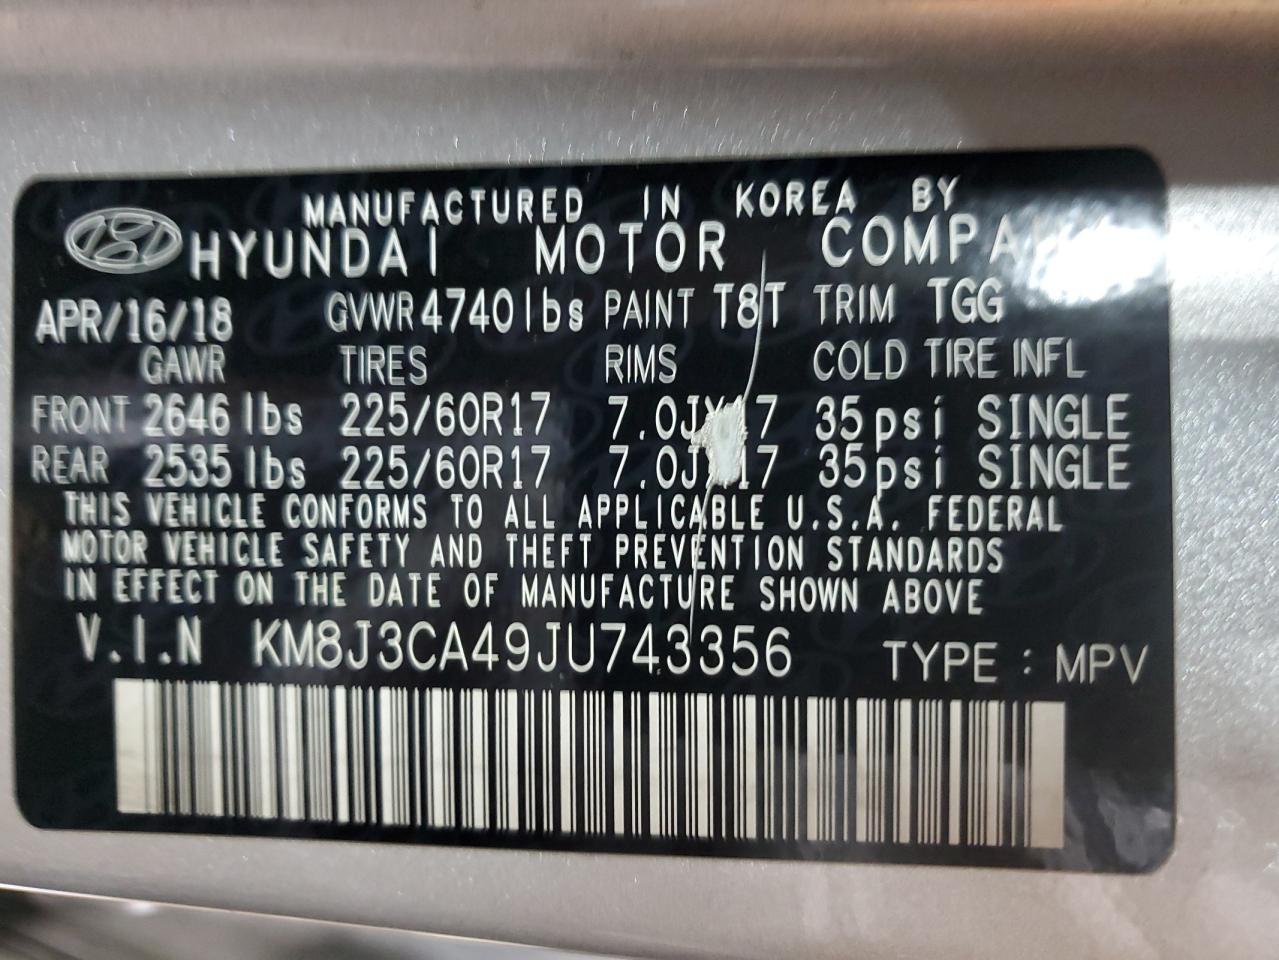 MANUFACTURED IN KOREA BY
HYUNDAI MOTOR
APR/16/18 GVWR 4740lbs PAINT T8T TRIM TGG
GAWR TIRES RIMS COLD TIRE INFL
FRONT 2646 lbs 225/60R17 7.0JX17 35psi SINGLE
REAR 2535 lbs 225/60R17 35psi SINGLE
THIS VEHICLE CONFORMS TO ALL APPLICABLE U.S.A. FEDERAL
MOTOR VEHICLE SAFETY AND THEFT PREVENTION STANDARDS
IN EFFECT ON THE DATE OF MANUFACTURE SHOWN ABOVE
V.I.N KM8J3CA49JU743356 TYPE : MPV